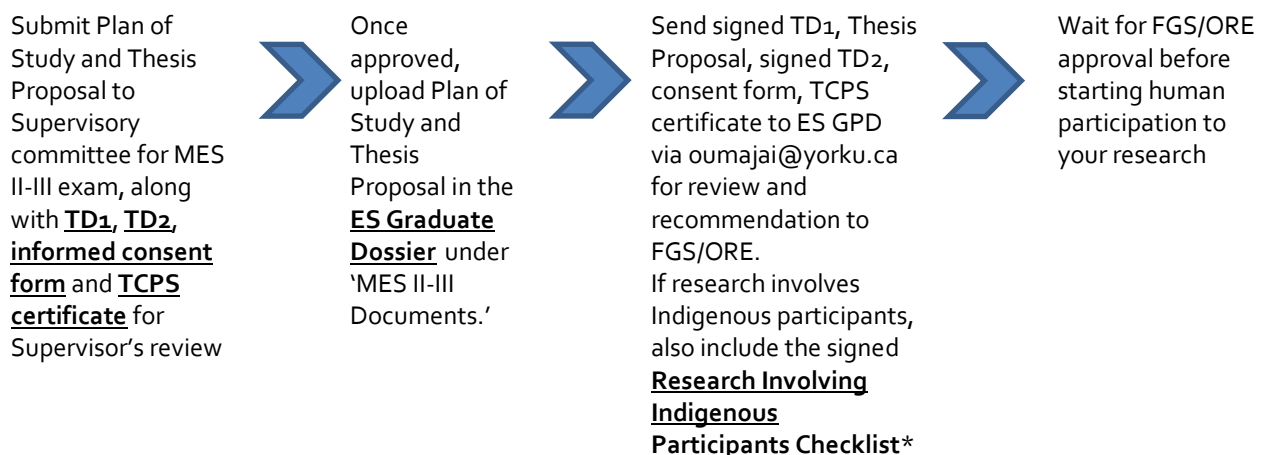 Submit Plan of
Study and Thesis
Proposal to
Supervisory
committee for MES
II-III exam, along
with TD1, TD2,
informed consent
form and TCPS
certificate for
Supervisor’s review
Once
approved,
upload Plan of
Study and
Thesis
Proposal in the
ES Graduate
Dossier under
‘MES II-III
Documents.’
Send signed TD1, Thesis
Proposal, signed TD2,
consent form, TCPS
certificate to ES GPD
via oumajai@yorku.ca
for review and
recommendation to
FGS/ORE.
If research involves
Indigenous participants,
also include the signed
Research Involving
Indigenous
Participants Checklist*
Wait for FGS/ORE
approval before
starting human
participation to
your research